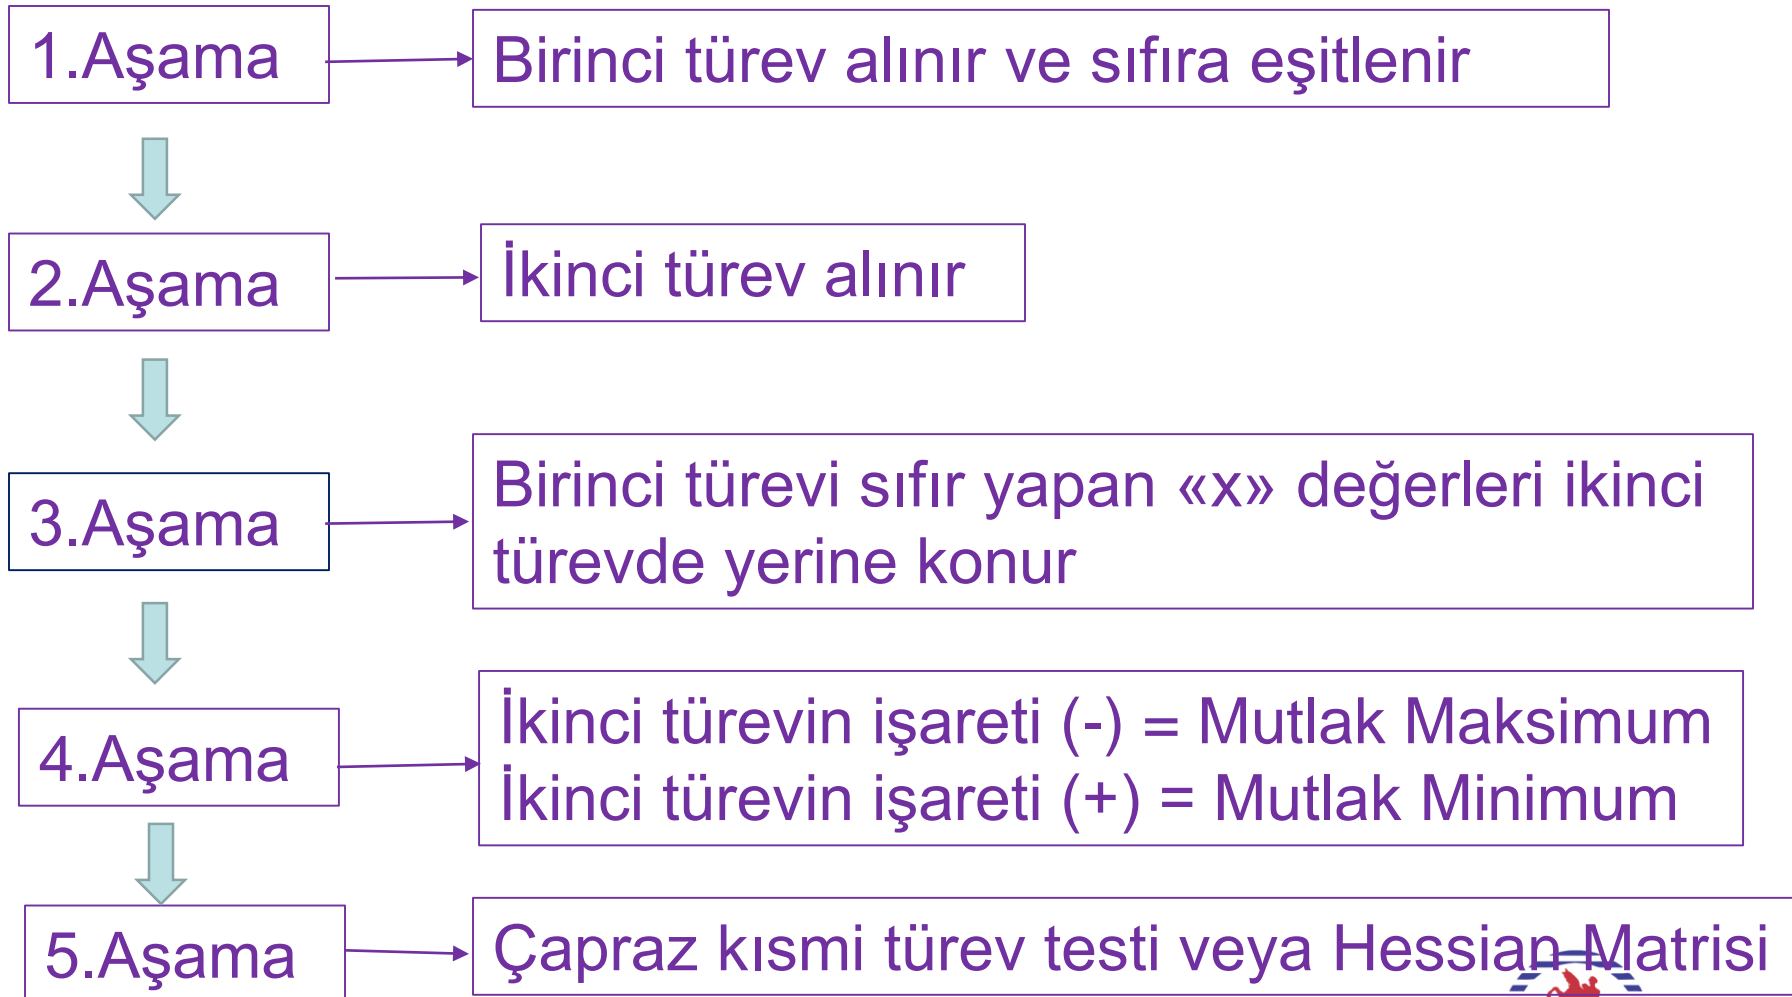 1.Aşama
Birinci türev alınır ve sıfıra eşitlenir
2.Aşama
İkinci türev alınır
3.Aşama
Birinci türevi sıfır yapan «x» değerleri ikinci
türevde yerine konur
4.Aşama
İkinci türevin işareti (-) = Mutlak Maksimum
İkinci türevin işareti (+) = Mutlak Minimum
5.Aşama
Çapraz kısmi türev testi veya Hessian Matrisi